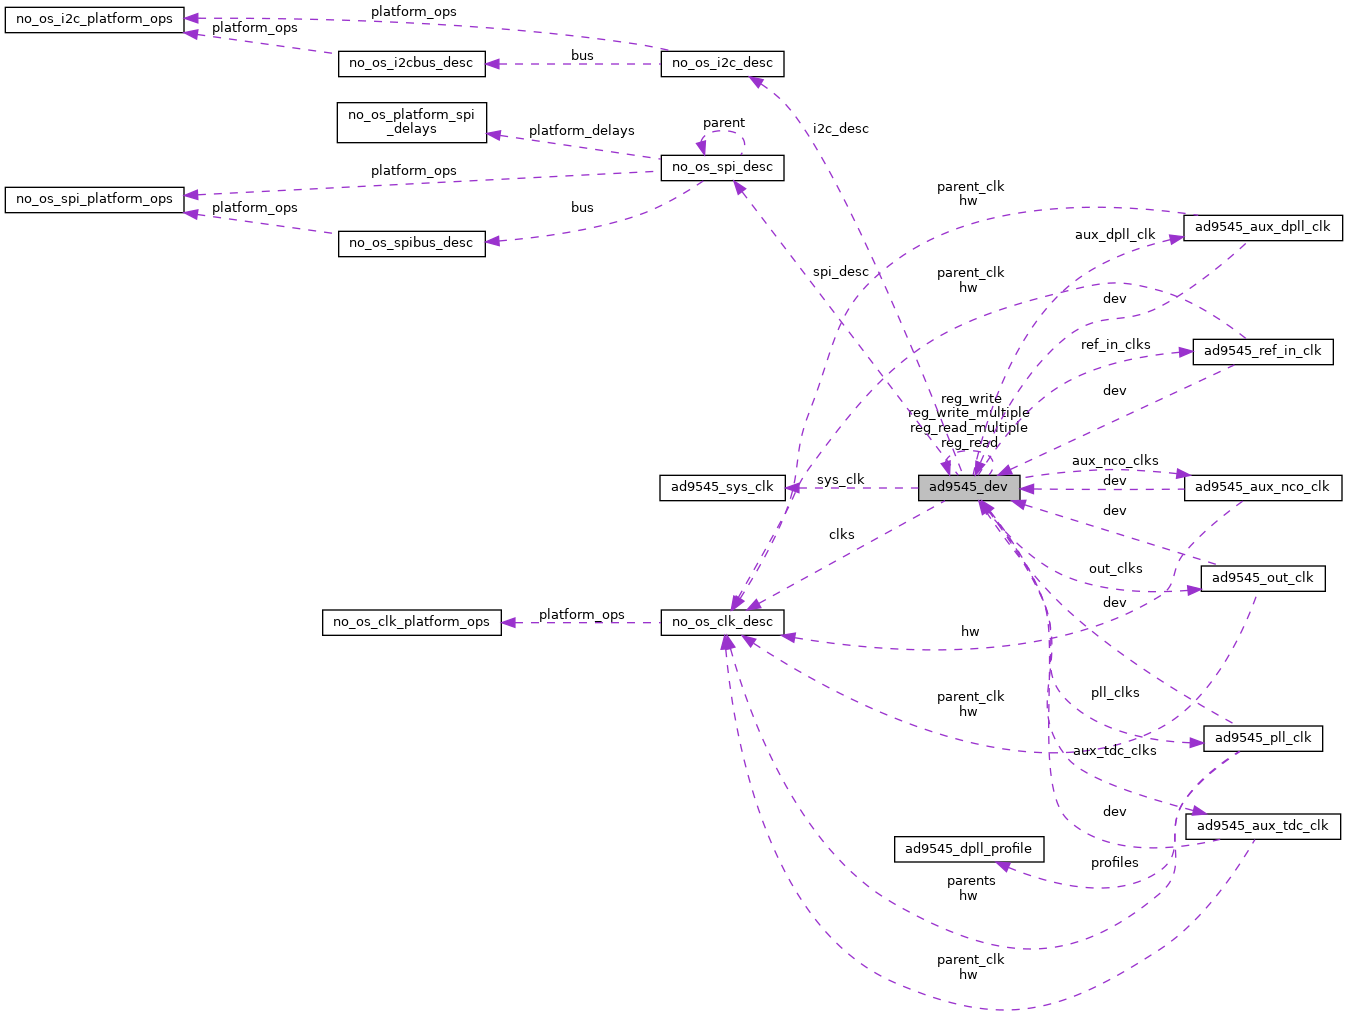 no_os_i2c_platform_ops
platform_ops
platform_ops
no_os_i2cbus_desc
bus
no_os_i2c_desc
no_os_platform_spi
_delays
platform_delays
parent
no_os_spi_desc
i2c_desc
platform_ops
no_os_spi_platform_ops
platform_ops
no_os_spibus_desc
bus
spi_desc
parent_clk
hw
parent_clk
hw
aux_dpll_clk
ad9545_aux_dpll_clk
dev
ref_in_clks
ad9545_ref_in_clk
dev
reg_write
reg_write_multiple
reg_read_multiple
reg_read
ad9545_sys_clk
sys_clk
ad9545_dev
aux_nco_clks
dev
ad9545_aux_nco_clk
dev
clks
out_clks
ad9545_out_clk
dev
no_os_clk_platform_ops
platform_ops
no_os_clk_desc
hw
parent_clk
hw
pll_clks
ad9545_pll_clk
aux_tdc_clks
dev
ad9545_aux_tdc_clk
ad9545_dpll_profile
profiles
parents
hw
parent_clk
hw